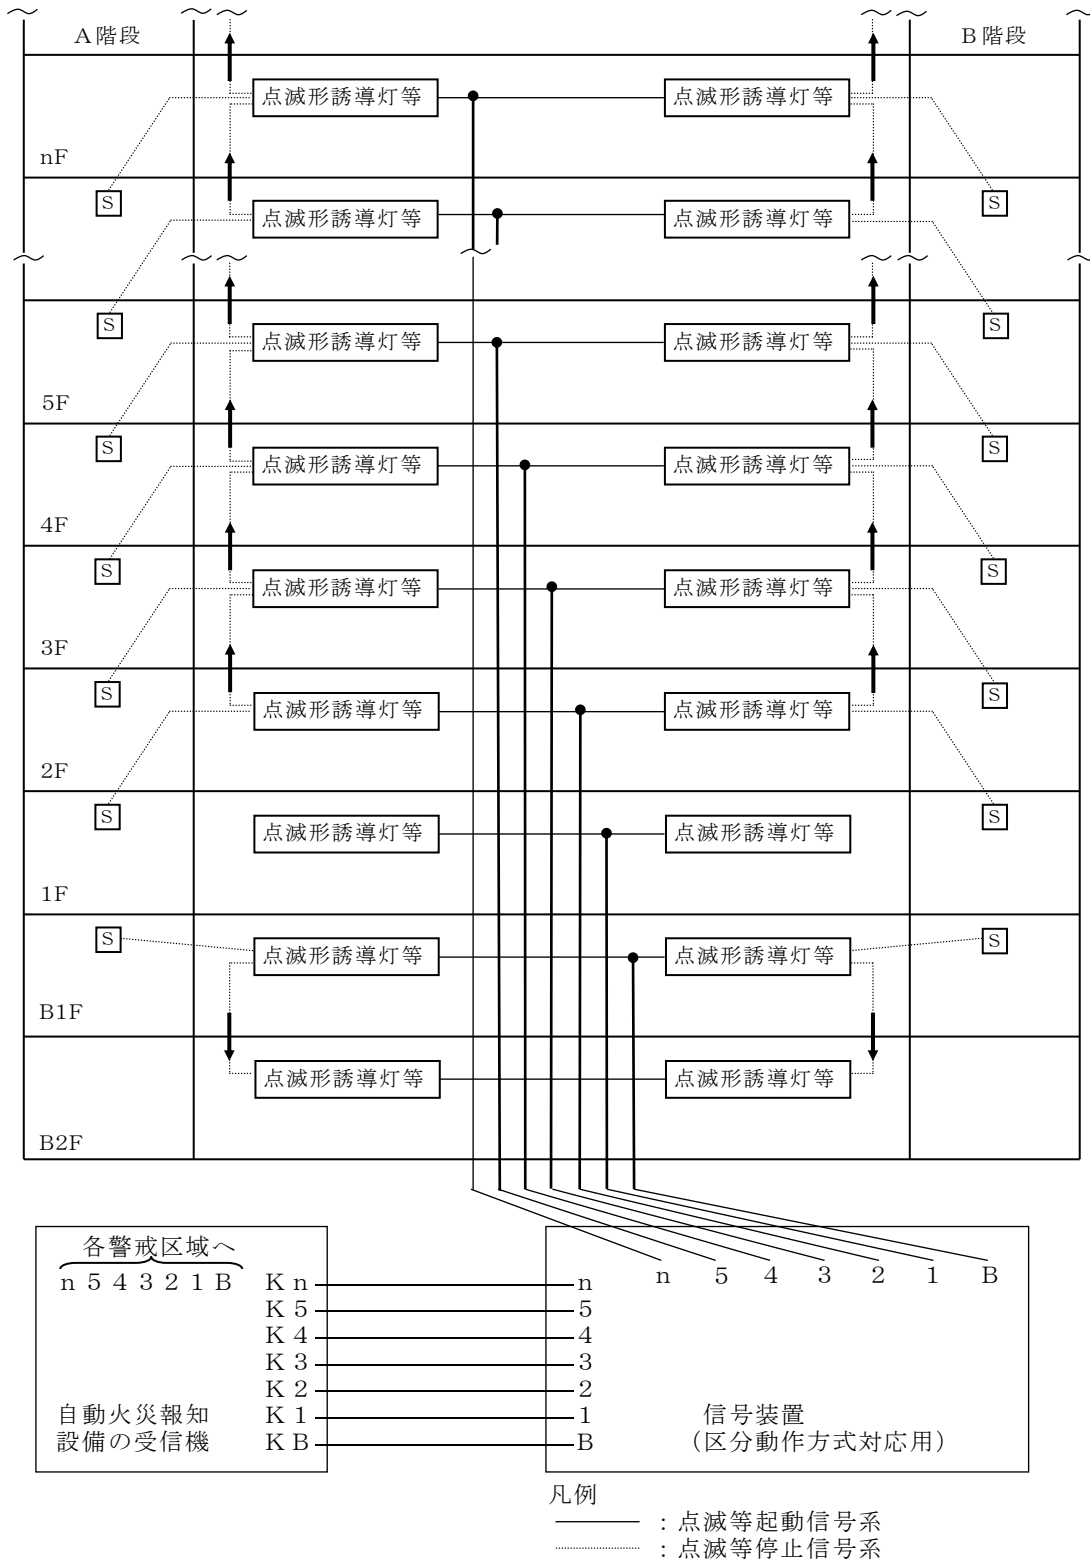 A階段 B階段
点滅形誘導灯等 点滅形誘導灯等
nF
S S
点滅形誘導灯等 点滅形誘導灯等
S S
点滅形誘導灯等 点滅形誘導灯等
5F
S S
点滅形誘導灯等 点滅形誘導灯等
4F
S S
点滅形誘導灯等 点滅形誘導灯等
3F
S S
点滅形誘導灯等 点滅形誘導灯等
2F
S S
点滅形誘導灯等 点滅形誘導灯等
1F
S S
点滅形誘導灯等 点滅形誘導灯等
B1F
点滅形誘導灯等 点滅形誘導灯等
B2F
各警戒区域へ
n 5 4 3 2 1 B
K n
K 5
K 4
K 3
K 2
K 1
K B
自動火災報知
設備の受信機
n 5 4 3 2 1 B
n
5
4
3
2
1
B
信号装置
(区分動作方式対応用)
凡例
:点滅等起動信号系
:点滅等停止信号系